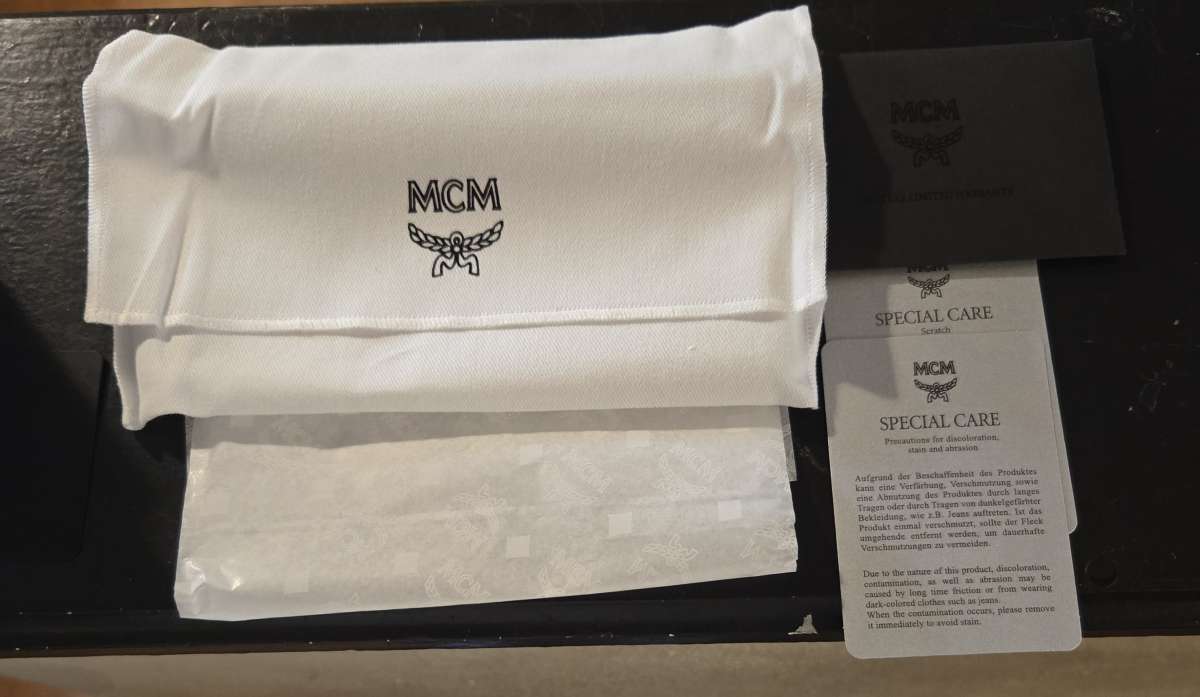 MCM
MCM
LIMITED WARRANTY
MCM
SPECIAL CARE
Scratch
MCM
SPECIAL CARE
Precautions for discoloration,
stain and abrasion
Aufgrund der Beschaffenheit des Produktes
kann eine Verfärbung, Verschmutzung sowie
eine Abnutzung des Produktes durch langes
Tragen oder durch Tragen von dunkelgefärbter
Bekleidung, wie z.B. Jeans auftreten. Ist das
Produkt einmal verschmutzt, sollte der Fleck
umgehende entfernt werden, um dauerhafte
Verschmutzungen zu vermeiden.
Due to the nature of this product, discoloration,
contamination, as well as abrasion may be
caused by long time friction or from wearing
dark-colored clothes such as jeans.
When the contamination occurs, please remove
it immediately to avoid stain.
MCM
MCM